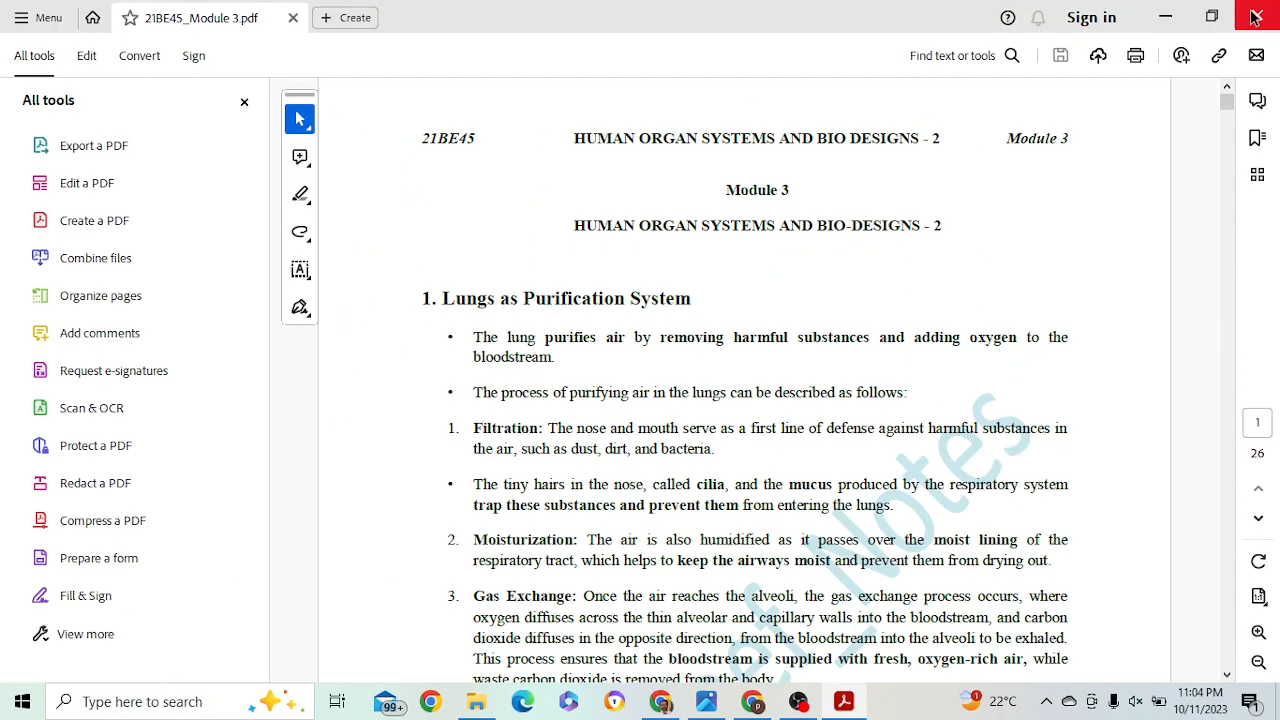 Menu
21BE45_Module 3.pdf
Create
Sign in
All tools Edit Convert Sign
Find text or tools
All tools
Export a PDF
Edit a PDF
Create a PDF
Combine files
Organize pages
Add comments
Request e-signatures
Scan & OCR
Protect a PDF
Redact a PDF
Compress a PDF
Prepare a form
Fill & Sign
View more
21BE45 HUMAN ORGAN SYSTEMS AND BIO DESIGNS - 2 Module 3
Module 3
HUMAN ORGAN SYSTEMS AND BIO-DESIGNS - 2
1. Lungs as Purification System
• The lung purifies air by removing harmful substances and adding oxygen to the
bloodstream.
• The process of purifying air in the lungs can be described as follows:
1. Filtration: The nose and mouth serve as a first line of defense against harmful substances in
the air, such as dust, dirt, and bacteria.
• The tiny hairs in the nose, called cilia, and the mucus produced by the respiratory system
trap these substances and prevent them from entering the lungs.
2. Moisturization: The air is also humidified as it passes over the moist lining of the
respiratory tract, which helps to keep the airways moist and prevent them from drying out.
3. Gas Exchange: Once the air reaches the alveoli, the gas exchange process occurs, where
oxygen diffuses across the thin alveolar and capillary walls into the bloodstream, and carbon
dioxide diffuses in the opposite direction, from the bloodstream into the alveoli to be exhaled.
This process ensures that the bloodstream is supplied with fresh, oxygen-rich air, while
waste carbon dioxide is removed from the body.
ef_Notes
1
26
Type here to search
99+
1
22°C
11:04 PM
10/11/2023
1